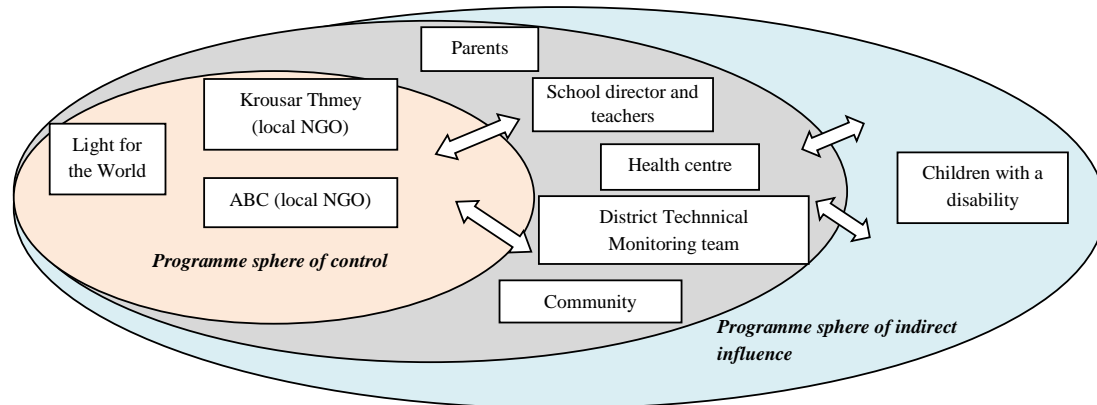 Parents
Krousar Thmey
(local NGO)
School director and
teachers
Light for
the World
Health centre
Children with a
disability
ABC (local NGO)
District Technnical
Monitoring team
Programme sphere of control
Community
Programme sphere of indirect
influence